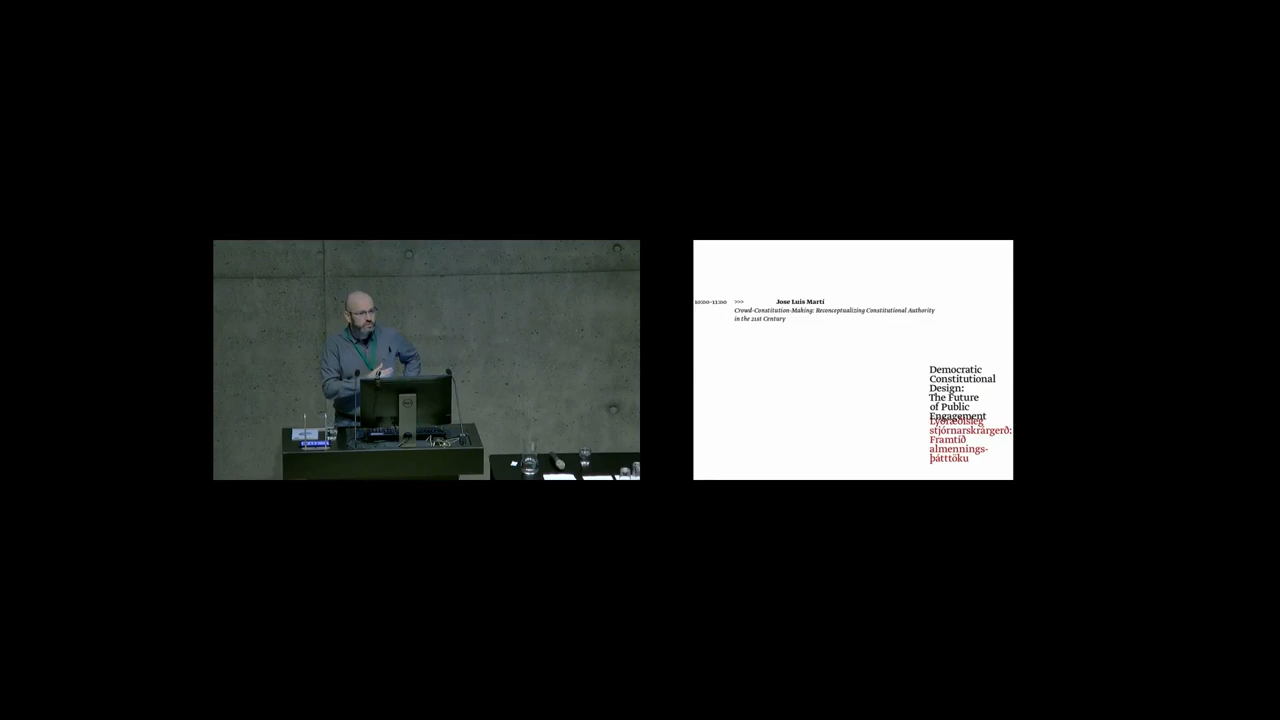 10:00-11:00 >>> Jose Luis Martí
Crowd-Constitution-Making: Reconceptualizing Constitutional Authority
in the 21st Century
Democratic
Constitutional
Design:
The Future
of Public
Engagement
Lýðræðisleg
stjórnarskrárgerð:
Framtíð
almennings-
þátttöku